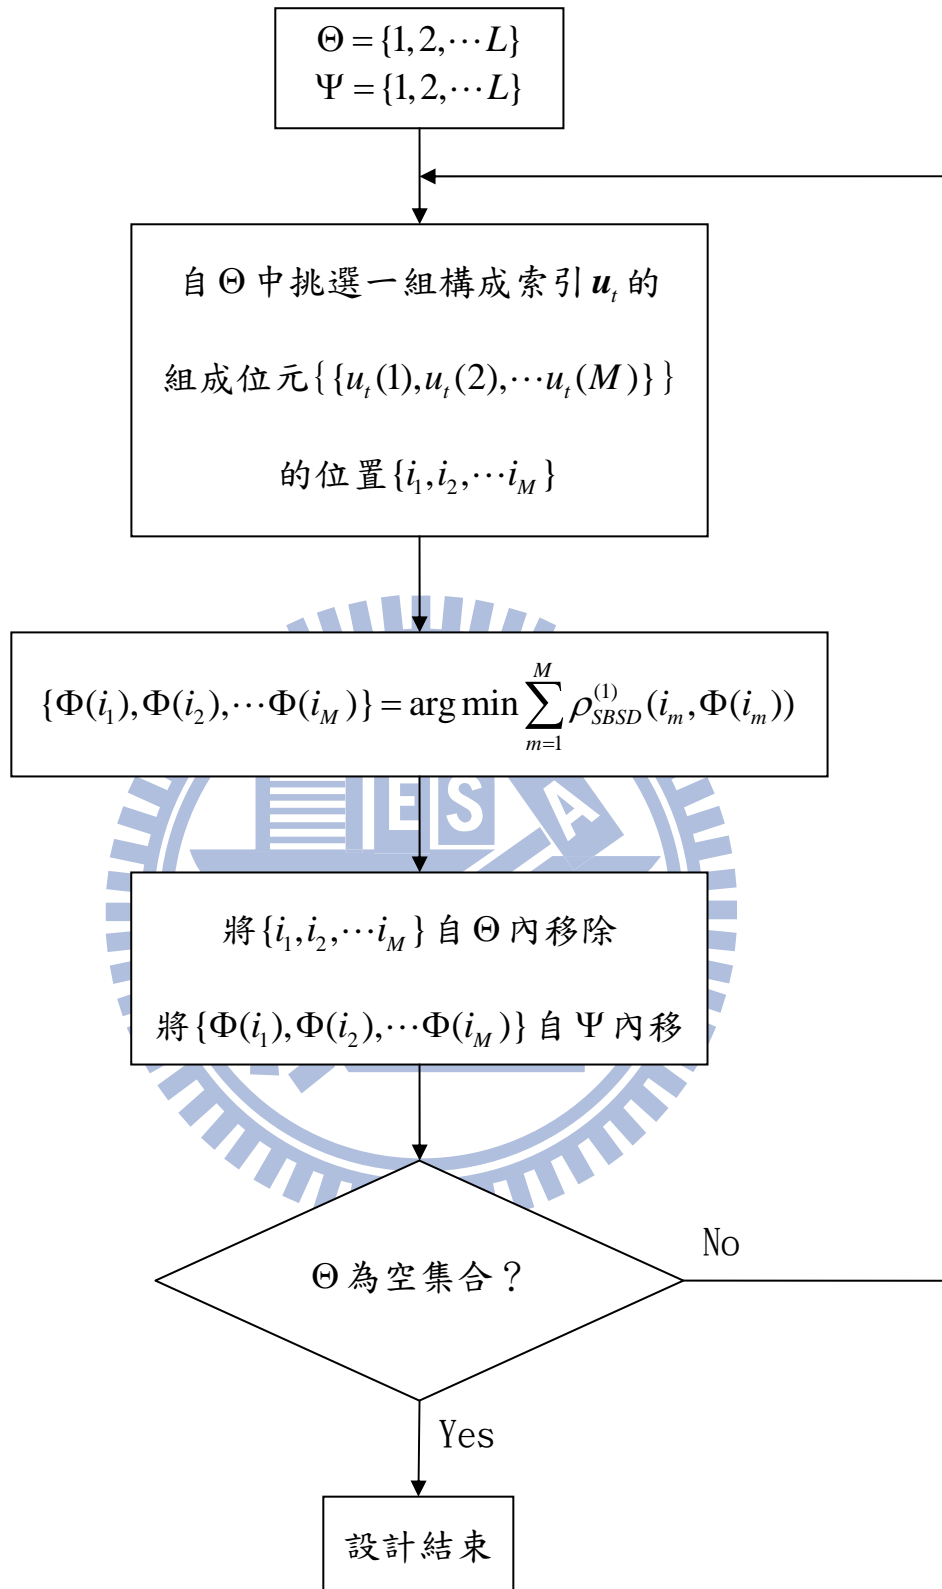 Θ = {1, 2, ⋯ L}
Ψ = {1, 2, ⋯ L}
自 Θ 中挑選一組構成索引 u_t 的
組成位元{{u_t(1), u_t(2), ⋯ u_t(M)}}
的位置{i_1, i_2, ⋯ i_M}
{Φ(i_1), Φ(i_2), ⋯ Φ(i_M)} = arg min ∑_{m=1}^{M} ρ_{SBSD}^{(1)}(i_m, Φ(i_m))
E S A
將{i_1, i_2, ⋯ i_M} 自 Θ 內移除
將{Φ(i_1), Φ(i_2), ⋯ Φ(i_M)} 自 Ψ 內移
Θ 為空集合？
No
Yes
設計結束